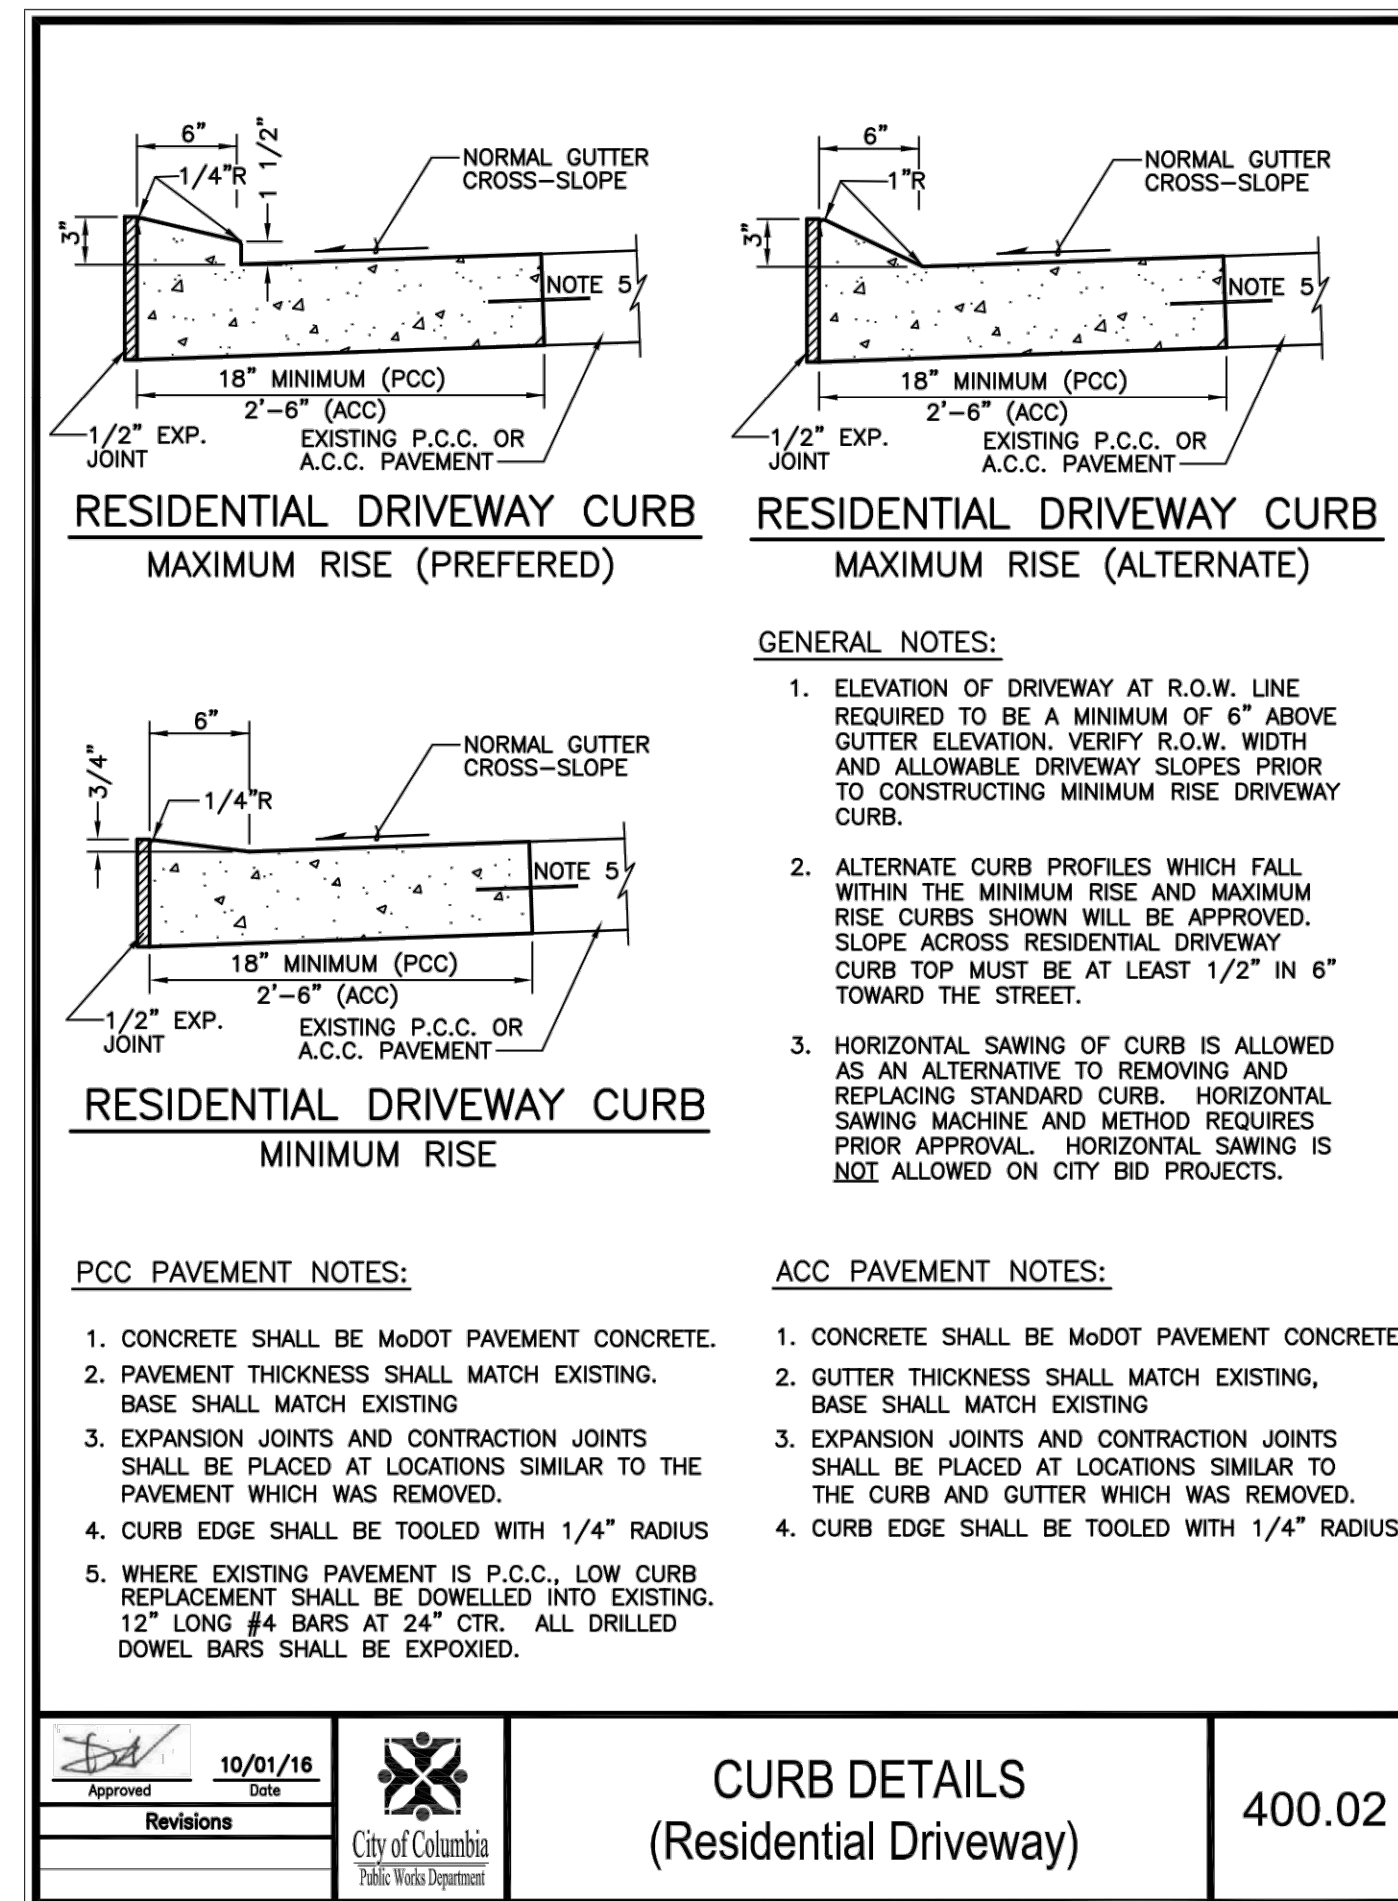 6"
1/4"R
1 1/2"
3"
NORMAL GUTTER
CROSS-SLOPE
NOTE 5
18" MINIMUM (PCC)
2'-6" (ACC)
1/2" EXP.
JOINT
EXISTING P.C.C. OR
A.C.C. PAVEMENT
RESIDENTIAL DRIVEWAY CURB
MAXIMUM RISE (PREFERED)
6"
1"R
3"
NORMAL GUTTER
CROSS-SLOPE
NOTE 5
18" MINIMUM (PCC)
2'-6" (ACC)
1/2" EXP.
JOINT
EXISTING P.C.C. OR
A.C.C. PAVEMENT
RESIDENTIAL DRIVEWAY CURB
MAXIMUM RISE (ALTERNATE)
6"
3/4"
1/4"R
NORMAL GUTTER
CROSS-SLOPE
NOTE 5
18" MINIMUM (PCC)
2'-6" (ACC)
1/2" EXP.
JOINT
EXISTING P.C.C. OR
A.C.C. PAVEMENT
RESIDENTIAL DRIVEWAY CURB
MINIMUM RISE
GENERAL NOTES:
1. ELEVATION OF DRIVEWAY AT R.O.W. LINE
REQUIRED TO BE A MINIMUM OF 6" ABOVE
GUTTER ELEVATION. VERIFY R.O.W. WIDTH
AND ALLOWABLE DRIVEWAY SLOPES PRIOR
TO CONSTRUCTING MINIMUM RISE DRIVEWAY
CURB.
2. ALTERNATE CURB PROFILES WHICH FALL
WITHIN THE MINIMUM RISE AND MAXIMUM
RISE CURBS SHOWN WILL BE APPROVED.
SLOPE ACROSS RESIDENTIAL DRIVEWAY
CURB TOP MUST BE AT LEAST 1/2" IN 6"
TOWARD THE STREET.
3. HORIZONTAL SAWING OF CURB IS ALLOWED
AS AN ALTERNATIVE TO REMOVING AND
REPLACING STANDARD CURB. HORIZONTAL
SAWING MACHINE AND METHOD REQUIRES
PRIOR APPROVAL. HORIZONTAL SAWING IS
NOT ALLOWED ON CITY BID PROJECTS.
PCC PAVEMENT NOTES:
1. CONCRETE SHALL BE MoDOT PAVEMENT CONCRETE.
2. PAVEMENT THICKNESS SHALL MATCH EXISTING.
BASE SHALL MATCH EXISTING
3. EXPANSION JOINTS AND CONTRACTION JOINTS
SHALL BE PLACED AT LOCATIONS SIMILAR TO THE
PAVEMENT WHICH WAS REMOVED.
4. CURB EDGE SHALL BE TOOLED WITH 1/4" RADIUS
5. WHERE EXISTING PAVEMENT IS P.C.C., LOW CURB
REPLACEMENT SHALL BE DOWELLED INTO EXISTING.
12" LONG #4 BARS AT 24" CTR. ALL DRILLED
DOWEL BARS SHALL BE EXPOXIED.
ACC PAVEMENT NOTES:
1. CONCRETE SHALL BE MoDOT PAVEMENT CONCRETE
2. GUTTER THICKNESS SHALL MATCH EXISTING,
BASE SHALL MATCH EXISTING
3. EXPANSION JOINTS AND CONTRACTION JOINTS
SHALL BE PLACED AT LOCATIONS SIMILAR TO
THE CURB AND GUTTER WHICH WAS REMOVED.
4. CURB EDGE SHALL BE TOOLED WITH 1/4" RADIUS
10/01/16
Approved Date
Revisions
City of Columbia
Public Works Department
CURB DETAILS
(Residential Driveway)
400.02